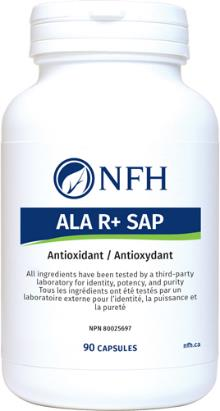 NFH
ALA R+ SAP
Antioxidant / Antioxydant
All ingredients have been tested by a third-party
laboratory for identity, potency, and purity
Tous les ingrédients ont été testés par un
laboratoire externe pour l'identité, la puissance et
la pureté
NPN 80025697
90 CAPSULES
nfh.ca